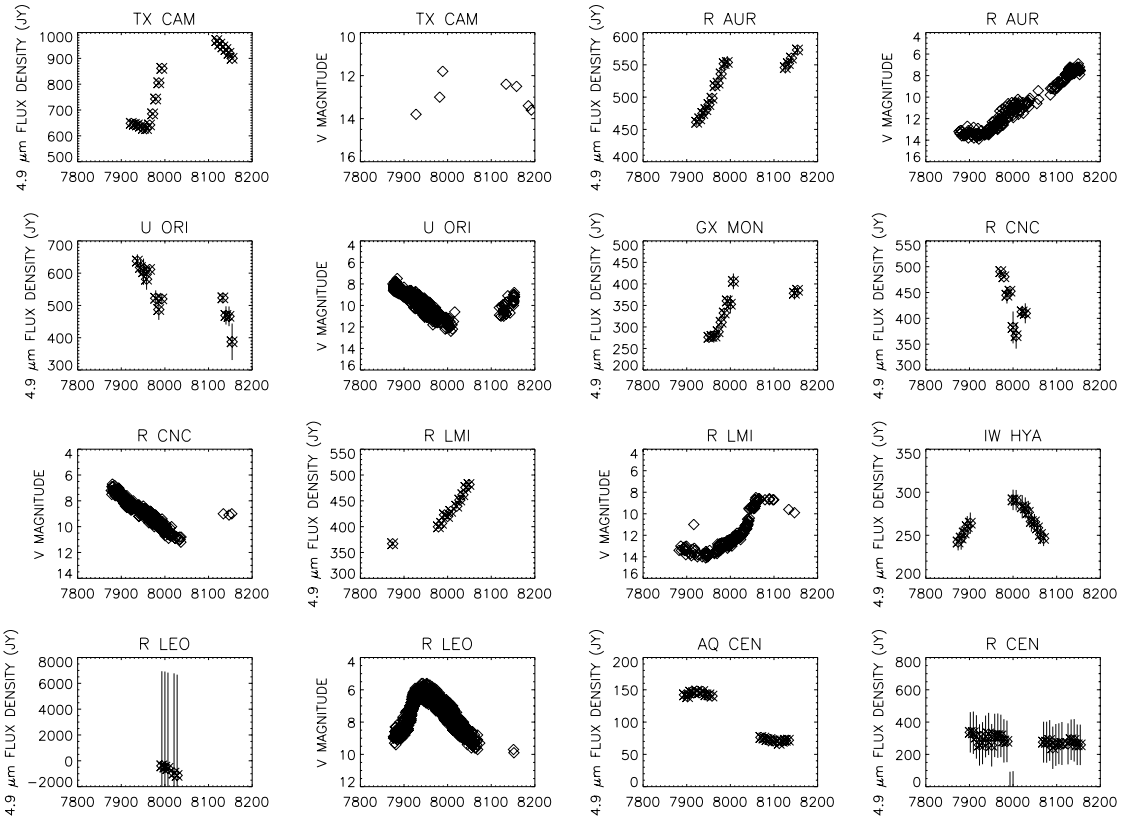 TX CAM
TX CAM
R AUR
R AUR
4.9 μm FLUX DENSITY (JY)
1000
900
800
700
600
500
7800 7900 8000 8100 8200
V MAGNITUDE
10
12
14
16
7800 7900 8000 8100 8200
4.9 μm FLUX DENSITY (JY)
600
550
500
450
400
7800 7900 8000 8100 8200
V MAGNITUDE
4
6
8
10
12
14
16
7800 7900 8000 8100 8200
U ORI
U ORI
GX MON
R CNC
4.9 μm FLUX DENSITY (JY)
700
600
500
400
300
7800 7900 8000 8100 8200
V MAGNITUDE
4
6
8
10
12
14
16
7800 7900 8000 8100 8200
4.9 μm FLUX DENSITY (JY)
500
450
400
350
300
250
200
7800 7900 8000 8100 8200
4.9 μm FLUX DENSITY (JY)
550
500
450
400
350
300
7800 7900 8000 8100 8200
R CNC
R LMI
R LMI
IW HYA
V MAGNITUDE
4
6
8
10
12
14
7800 7900 8000 8100 8200
4.9 μm FLUX DENSITY (JY)
550
500
450
400
350
300
7800 7900 8000 8100 8200
V MAGNITUDE
4
6
8
10
12
14
16
7800 7900 8000 8100 8200
4.9 μm FLUX DENSITY (JY)
350
300
250
200
7800 7900 8000 8100 8200
R LEO
R LEO
AQ CEN
R CEN
4.9 μm FLUX DENSITY (JY)
8000
6000
4000
2000
0
−2000
7800 7900 8000 8100 8200
V MAGNITUDE
4
6
8
10
12
7800 7900 8000 8100 8200
4.9 μm FLUX DENSITY (JY)
200
150
100
50
0
7800 7900 8000 8100 8200
4.9 μm FLUX DENSITY (JY)
800
600
400
200
0
7800 7900 8000 8100 8200